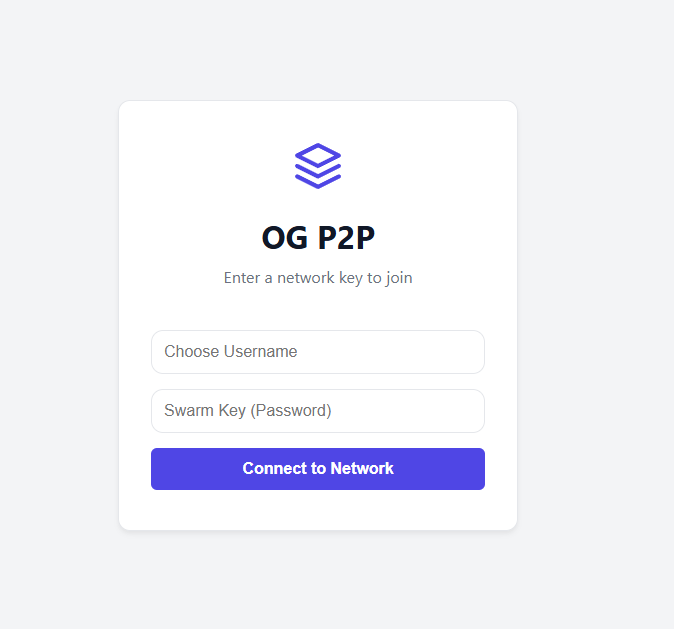 OG P2P
Enter a network key to join
Choose Username
Swarm Key (Password)
Connect to Network